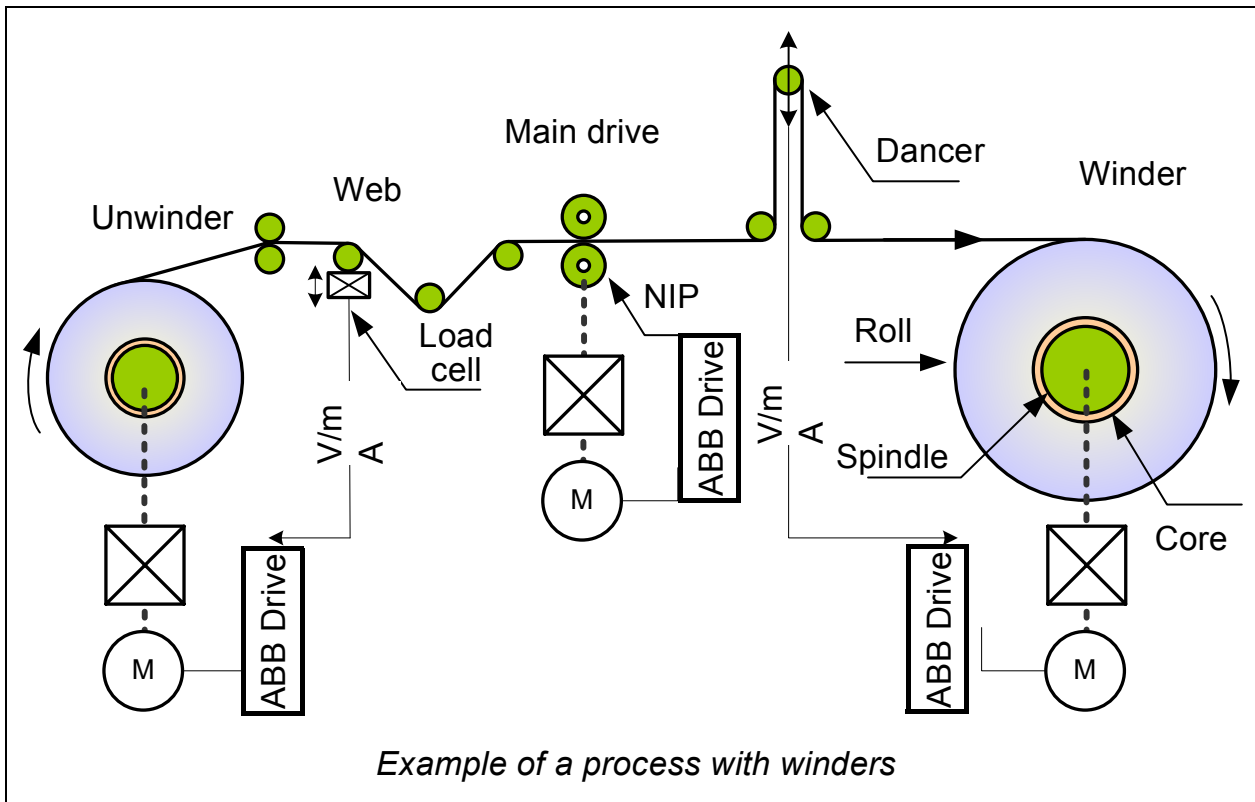 Main drive
Dancer
Winder
Web
Unwinder
NIP
Load
cell
Roll
V/m
A
ABB Drive
V/m
A
Spindle
M
Core
ABB Drive
ABB Drive
M
M
Example of a process with winders